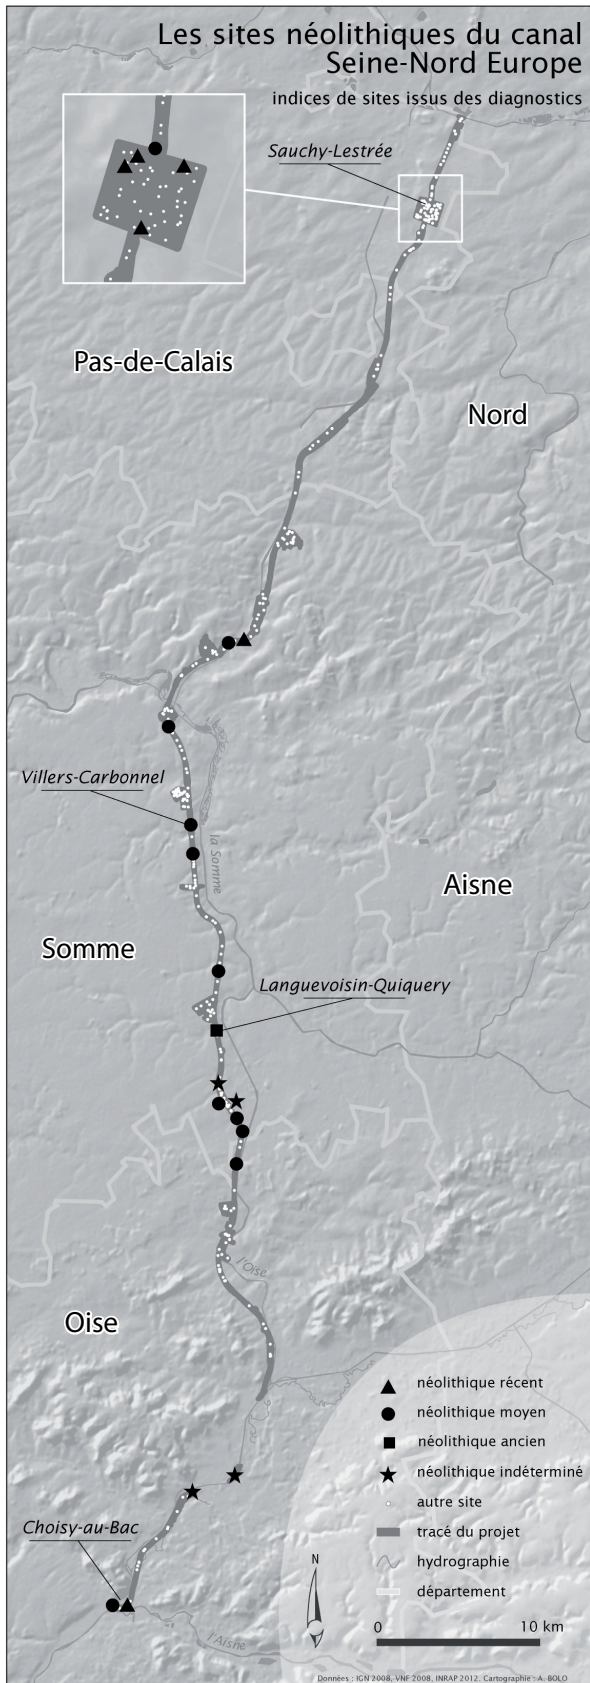 Les sites néolithiques du canal
Seine-Nord Europe
indices de sites issus des diagnostics
Sauchy-Lestrée
Pas-de-Calais
Nord
Villers-Carbonnel
la Somme
Aisne
Somme
Languevoisin-Quiquery
l'Oise
Oise
néolithique récent
néolithique moyen
néolithique ancien
néolithique indéterminé
autre site
tracé du projet
hydrographie
département
Choisy-au-Bac
N
0 10 km
l'Aisne
Données : IGN 2008, VNF 2008, INRAP 2012. Cartographie : A. BOLO